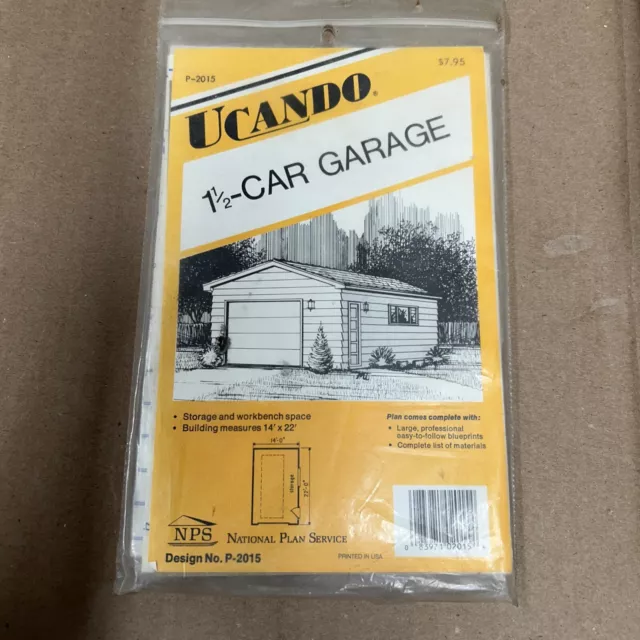 P-2015
$7.95
UCANDO®
1½-CAR GARAGE
• Storage and workbench space
• Building measures 14' x 22'
Plan comes complete with:
• Large, professional
easy-to-follow blueprints
• Complete list of materials
14'-0"
storage
22'-0"
NPS
NATIONAL PLAN SERVICE
Design No. P-2015
PRINTED IN USA